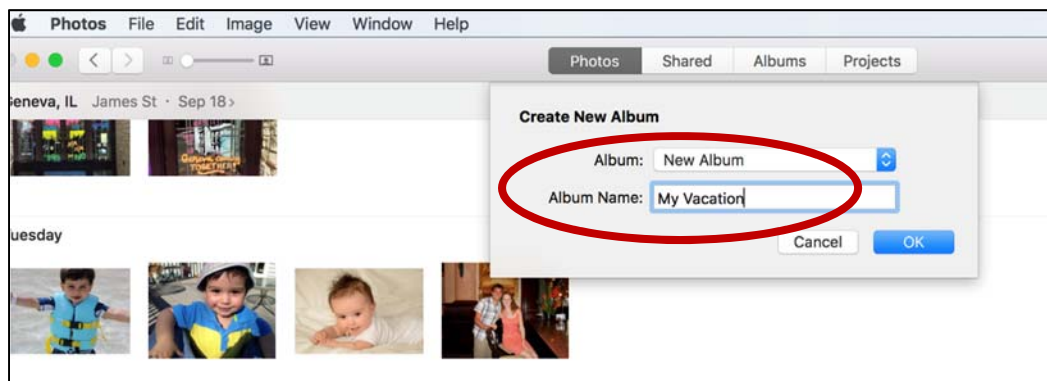 Photos File Edit Image View Window Help
Photos Shared Albums Projects
eneva, IL James St · Sep 18 >
Create New Album
Album: New Album
Album Name: My Vacation
Cancel OK
uesday
TOGETHER!